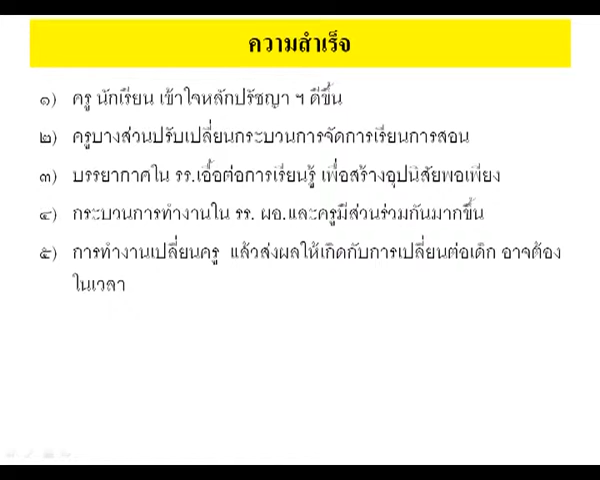 ความสำเร็จ
๑) ครู นักเรียน เข้าใจหลักปรัชญา ฯ ดีขึ้น
๒) ครูบางส่วนปรับเปลี่ยนกระบวนการจัดการเรียนการสอน
๓) บรรยากาศใน รร.เอื้อต่อการเรียนรู้ เพื่อสร้างอุปนิสัยพอเพียง
๔) กระบวนการทำงานใน รร. ผอ.และครูมีส่วนร่วมกันมากขึ้น
๕) การทำงานเปลี่ยนครู แล้วส่งผลให้เกิดกับการเปลี่ยนต่อเดิก อาจต้อง
ในเวลา